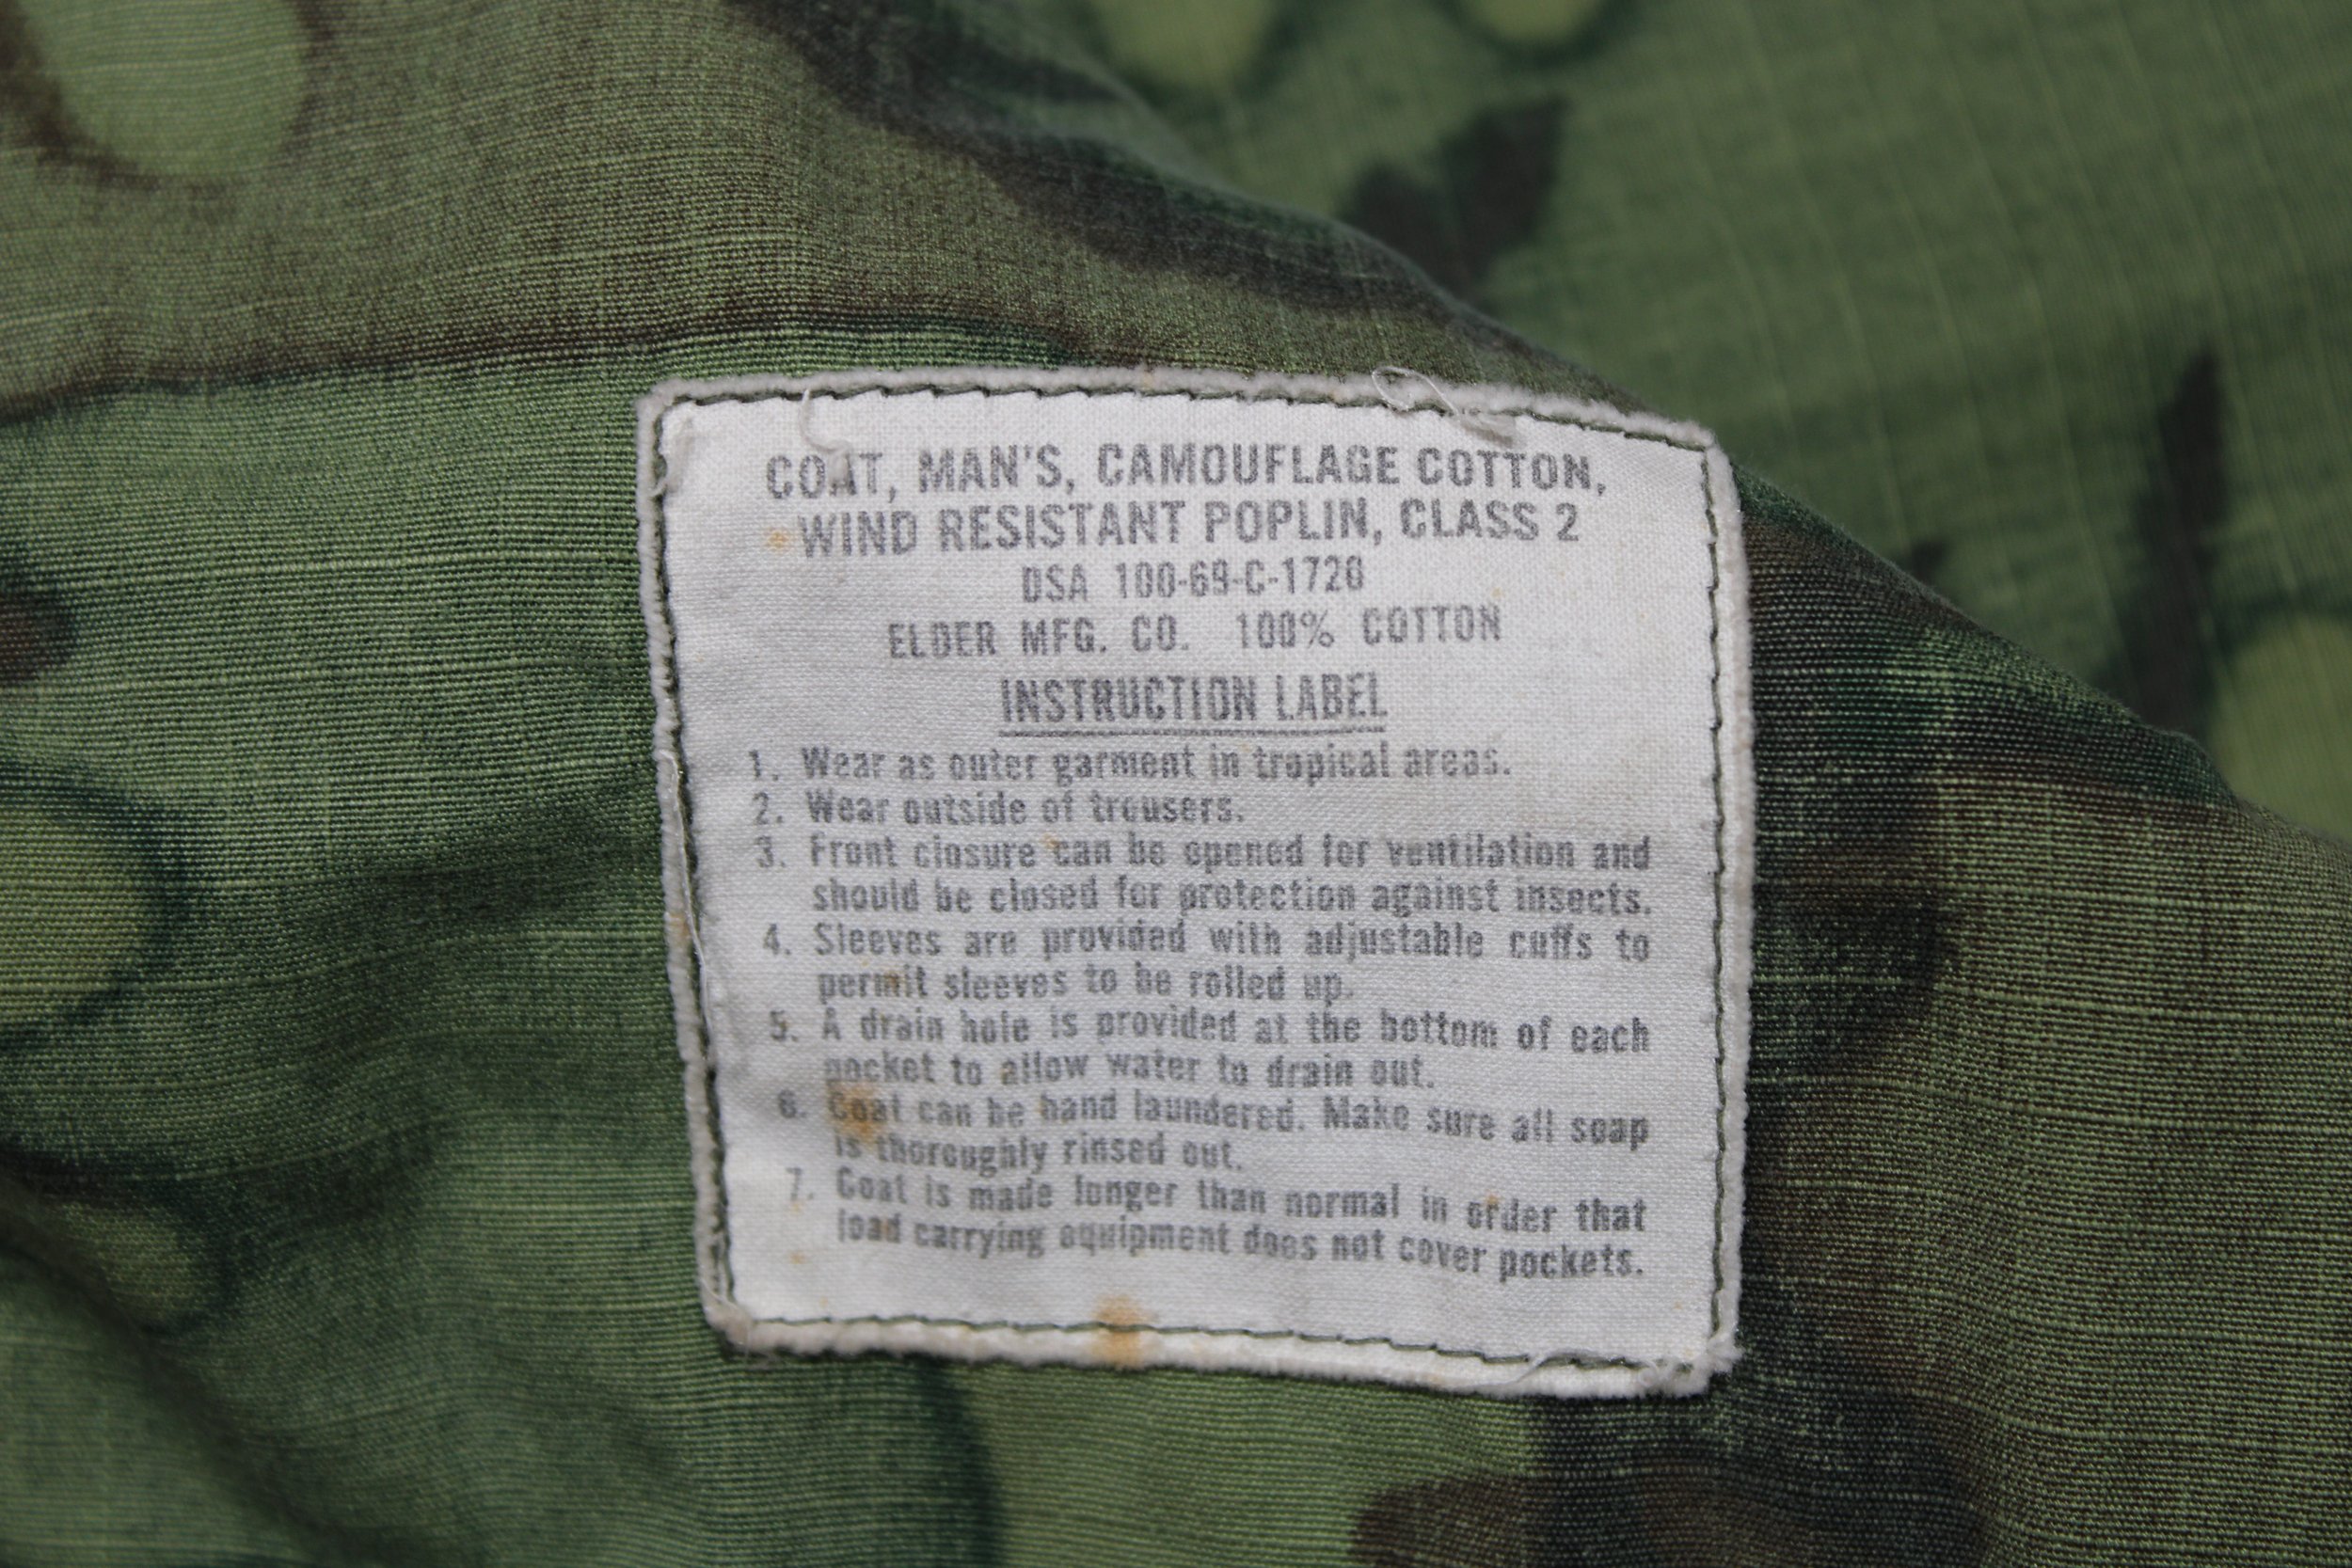 COAT, MAN'S, CAMOUFLAGE COTTON,
WIND RESISTANT POPLIN, CLASS 2
DSA 100-69-C-1728
ELDER MFG. CO. 100% COTTON
INSTRUCTION LABEL
1. Wear as outer garment in tropical areas.
2. Wear outside of trousers.
3. Front closure can be opened for ventilation and
should be closed for protection against insects.
4. Sleeves are provided with adjustable cuffs to
permit sleeves to be rolled up.
5. A drain hole is provided at the bottom of each
pocket to allow water to drain out.
6. Coat can be hand laundered. Make sure all soap
is thoroughly rinsed out.
7. Coat is made longer than normal in order that
load carrying equipment does not cover pockets.